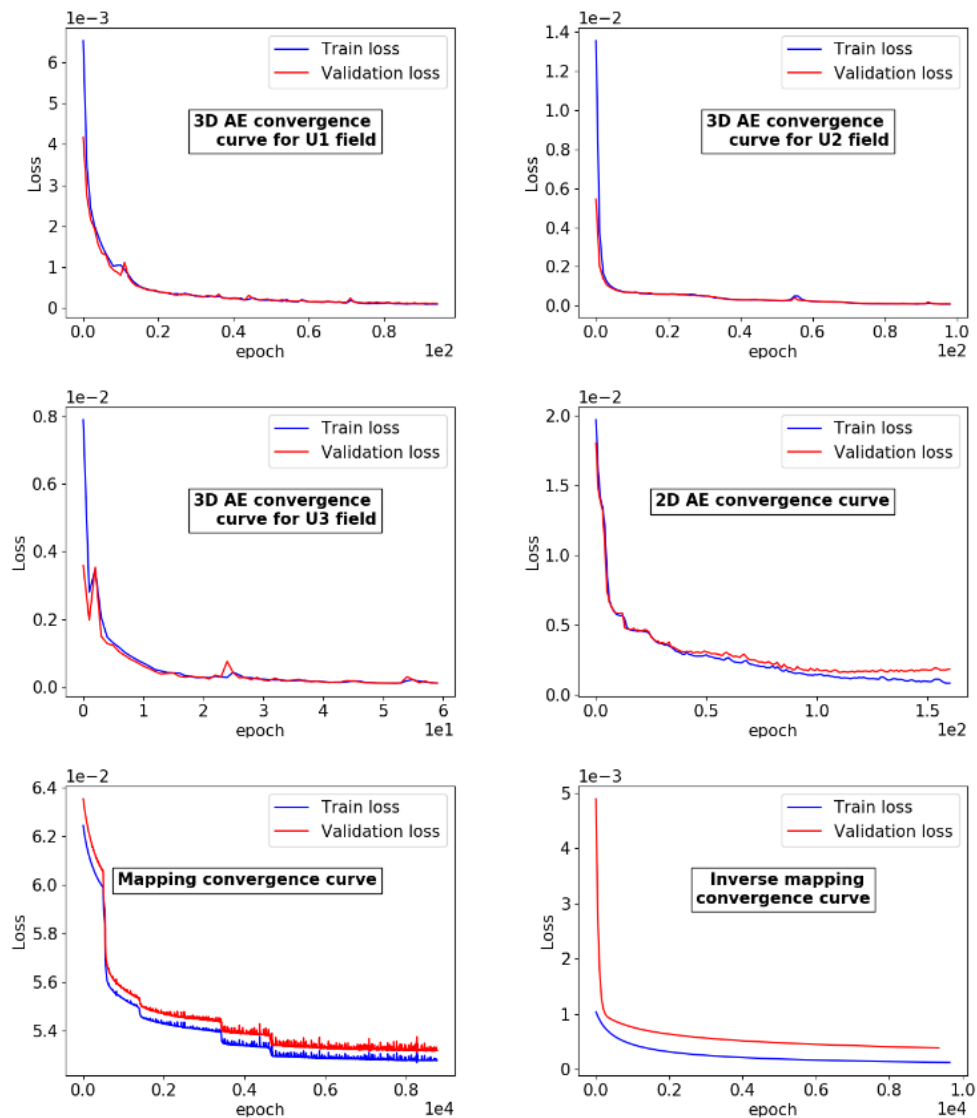 1e−3
6
5
4
3
2
1
0
Loss
Train loss
Validation loss
3D AE convergence
curve for U1 field
0.0 0.2 0.4 0.6 0.8
epoch
1e2
1e−2
1.4
1.2
1.0
0.8
0.6
0.4
0.2
0.0
Loss
Train loss
Validation loss
3D AE convergence
curve for U2 field
0.0 0.2 0.4 0.6 0.8 1.0
epoch
1e2
1e−2
0.8
0.6
0.4
0.2
0.0
Loss
Train loss
Validation loss
3D AE convergence
curve for U3 field
0 1 2 3 4 5 6
epoch
1e1
1e−2
2.0
1.5
1.0
0.5
0.0
Loss
Train loss
Validation loss
2D AE convergence curve
0.0 0.5 1.0 1.5
epoch
1e2
1e−2
6.4
6.2
6.0
5.8
5.6
5.4
Loss
Train loss
Validation loss
Mapping convergence curve
0.0 0.2 0.4 0.6 0.8
epoch
1e4
1e−3
5
4
3
2
1
0
Loss
Train loss
Validation loss
Inverse mapping
convergence curve
0.0 0.2 0.4 0.6 0.8 1.0
epoch
1e4